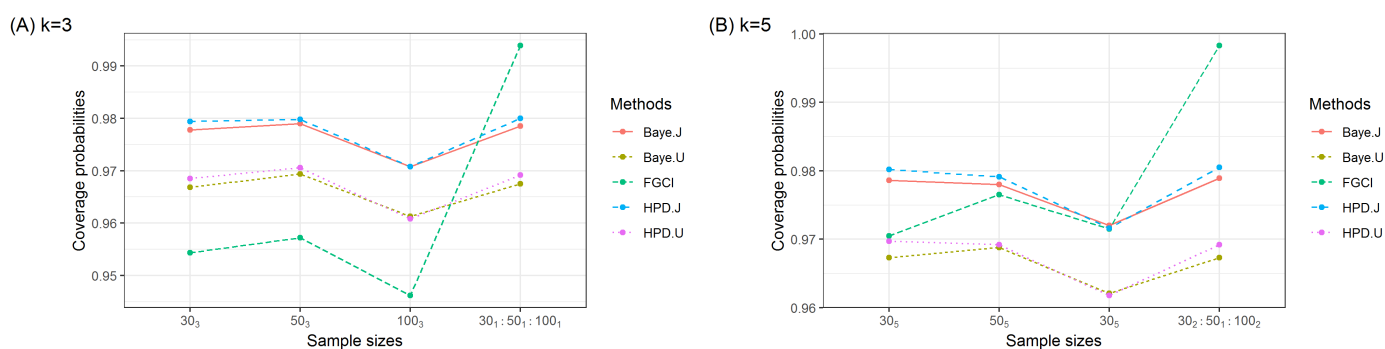 (A) k=3
Coverage probabilities
0.99
0.98
0.97
0.96
0.95
30₃
50₃
100₃
30₁ : 50₁ : 100₁
Sample sizes
Methods
Baye.J
Baye.U
FGCI
HPD.J
HPD.U
(B) k=5
Coverage probabilities
1.00
0.99
0.98
0.97
0.96
30₅
50₅
30₅
30₂ : 50₁ : 100₂
Sample sizes
Methods
Baye.J
Baye.U
FGCI
HPD.J
HPD.U